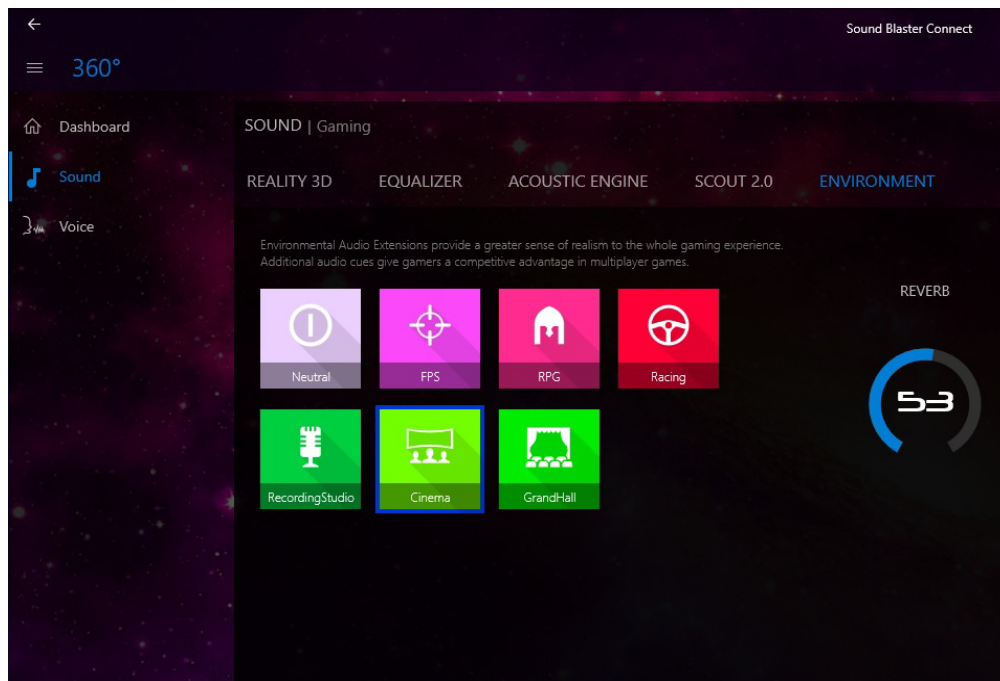 Sound Blaster Connect
360°
Dashboard
Sound
Voice
SOUND | Gaming
REALITY 3D EQUALIZER ACOUSTIC ENGINE SCOUT 2.0 ENVIRONMENT
Environmental Audio Extensions provide a greater sense of realism to the whole gaming experience.
Additional audio cues give gamers a competitive advantage in multiplayer games.
REVERB
53
Neutral FPS RPG Racing
RecordingStudio Cinema GrandHall